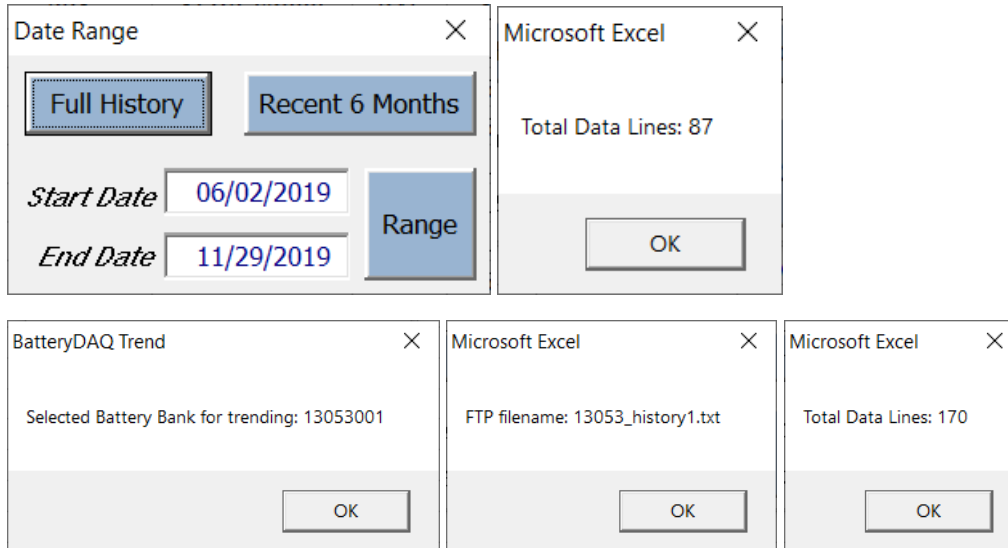 Date Range
Full History
Recent 6 Months
Start Date 06/02/2019
Range
End Date 11/29/2019
Microsoft Excel
Total Data Lines: 87
OK
BatteryDAQ Trend
Selected Battery Bank for trending: 13053001
OK
Microsoft Excel
FTP filename: 13053_history1.txt
OK
Microsoft Excel
Total Data Lines: 170
OK